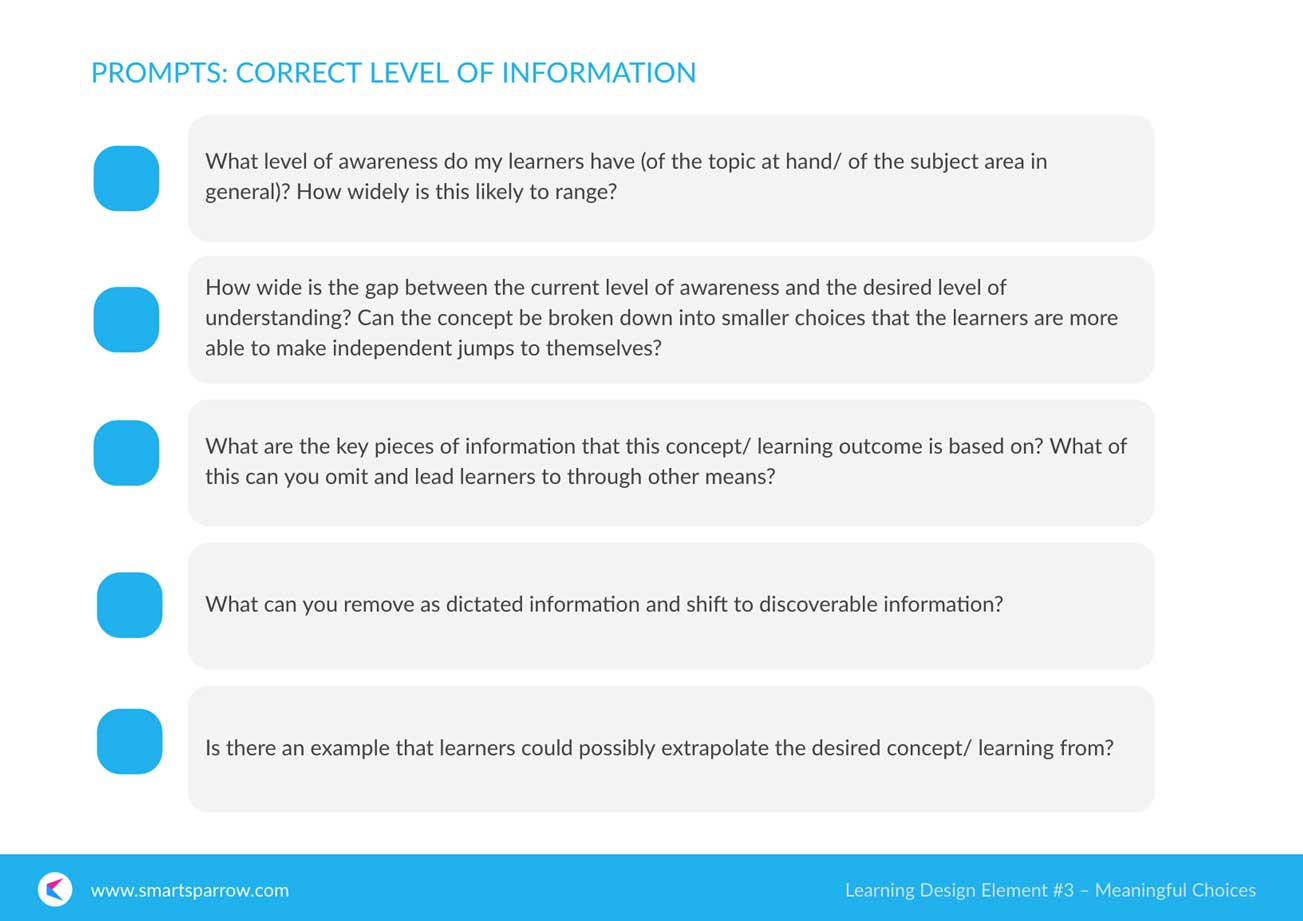 PROMPTS: CORRECT LEVEL OF INFORMATION
What level of awareness do my learners have (of the topic at hand/ of the subject area in
general)? How widely is this likely to range?
How wide is the gap between the current level of awareness and the desired level of
understanding? Can the concept be broken down into smaller choices that the learners are more
able to make independent jumps to themselves?
What are the key pieces of information that this concept/ learning outcome is based on? What of
this can you omit and lead learners to through other means?
What can you remove as dictated information and shift to discoverable information?
Is there an example that learners could possibly extrapolate the desired concept/ learning from?
www.smartsparrow.com
Learning Design Element #3 – Meaningful Choices